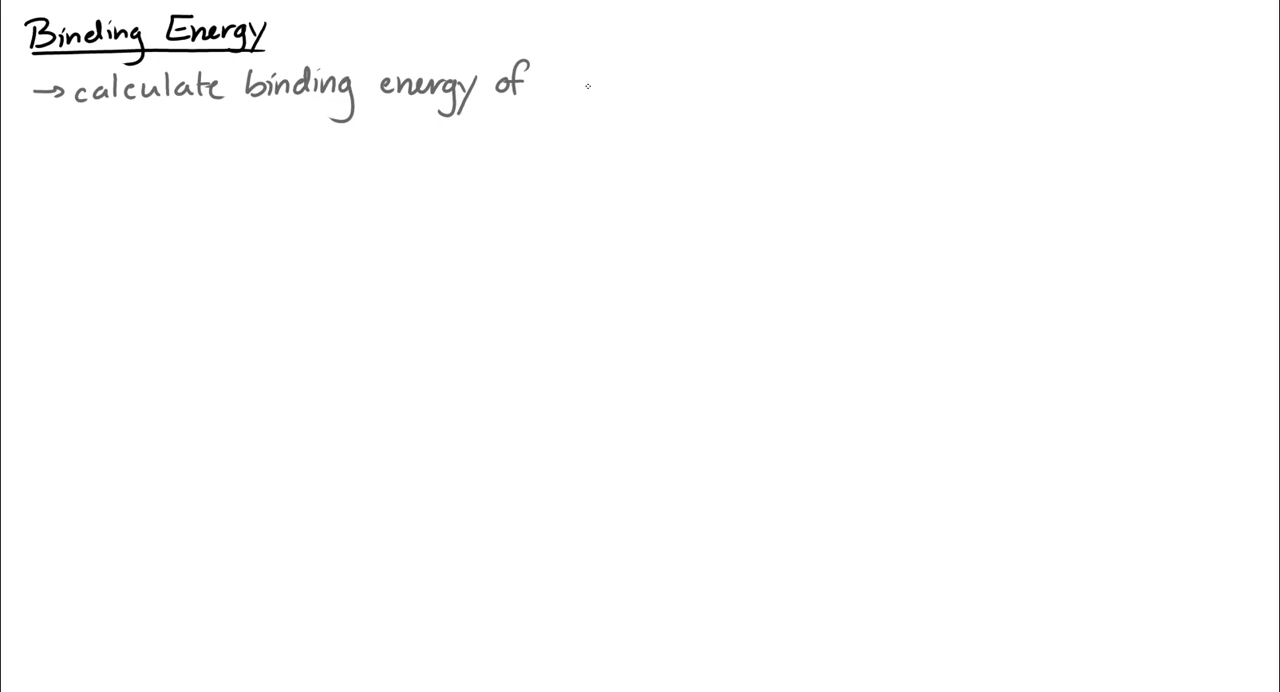 Binding Energy
→ calculate binding energy of